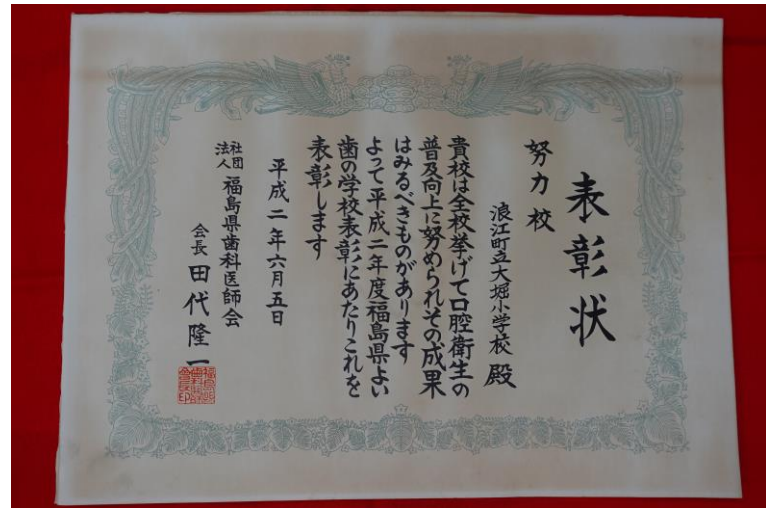 表彰状
努力校
浪江町立大堀小学校 殿
貴校は全校挙げて口腔衛生の
普及向上に努められその成果
はみるべきものがあります
よって平成二年度福島県よい
歯の学校表彰にあたりこれを
表彰します
平成二年六月五日
社団法人 福島県歯科医師会
会長 田代隆一